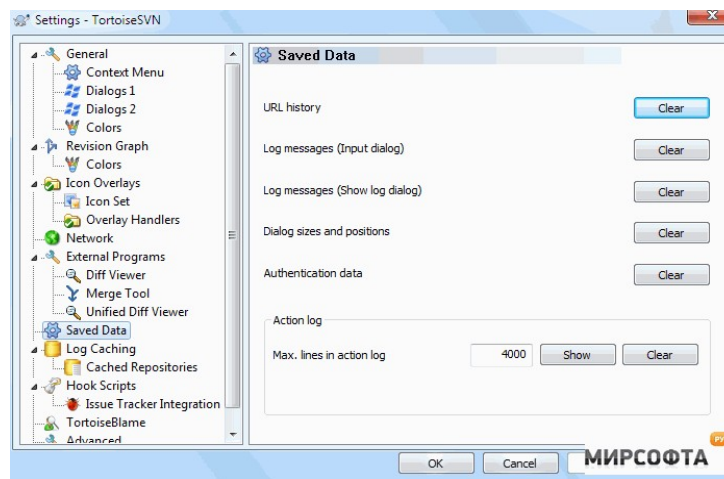 Settings - TortoiseSVN
General
Context Menu
Dialogs 1
Dialogs 2
Colors
Revision Graph
Colors
Icon Overlays
Icon Set
Overlay Handlers
Network
External Programs
Diff Viewer
Merge Tool
Unified Diff Viewer
Saved Data
Log Caching
Cached Repositories
Hook Scripts
Issue Tracker Integration
TortoiseBlame
Advanced
Saved Data
URL history Clear
Log messages (Input dialog) Clear
Log messages (Show log dialog) Clear
Dialog sizes and positions Clear
Authentication data Clear
Action log
Max. lines in action log 4000 Show Clear
OK Cancel
МИРСОФТА